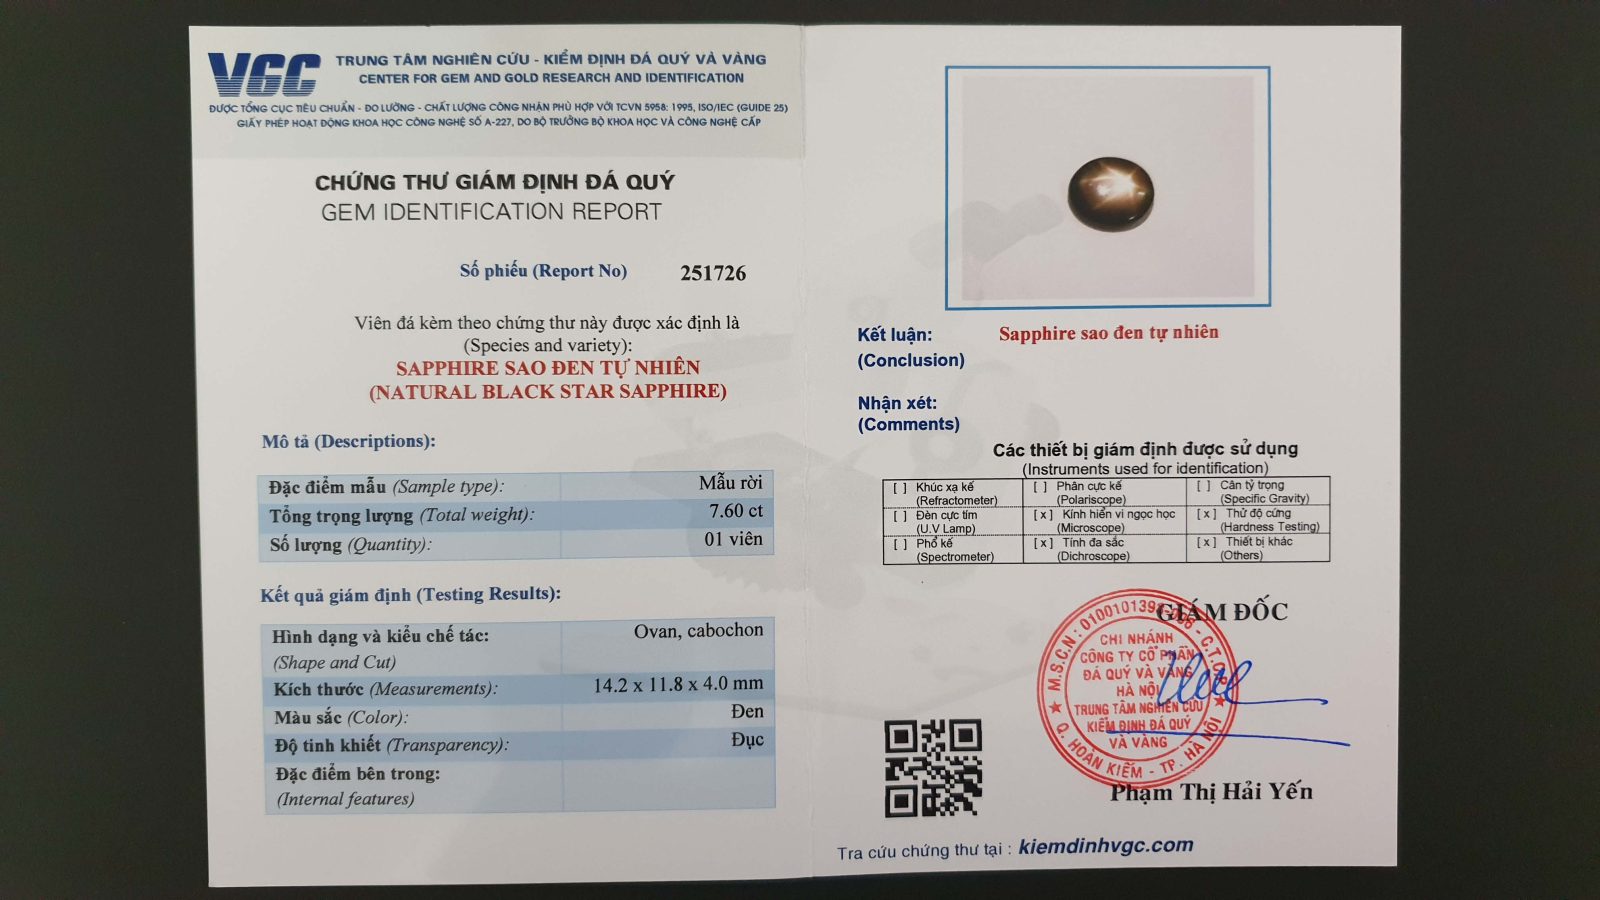 VGC
TRUNG TÂM NGHIÊN CỨU - KIỂM ĐỊNH ĐÁ QUÝ VÀ VÀNG
CENTER FOR GEM AND GOLD RESEARCH AND IDENTIFICATION
ĐƯỢC TỔNG CỤC TIÊU CHUẨN - ĐO LƯỜNG - CHẤT LƯỢNG CÔNG NHẬN PHÙ HỢP VỚI TCVN 5958: 1995, ISO/IEC (GUIDE 25)
GIẤY PHÉP HOẠT ĐỘNG KHOA HỌC CÔNG NGHỆ SỐ A-227, DO BỘ TRƯỞNG BỘ KHOA HỌC VÀ CÔNG NGHỆ CẤP
CHỨNG THƯ GIÁM ĐỊNH ĐÁ QUÝ
GEM IDENTIFICATION REPORT
Số phiếu (Report No) 251726
Viên đá kèm theo chứng thư này được xác định là
(Species and variety):
SAPPHIRE SAO ĐEN TỰ NHIÊN
(NATURAL BLACK STAR SAPPHIRE)
Mô tả (Descriptions):
Đặc điểm mẫu (Sample type): Mẫu rời
Tổng trọng lượng (Total weight): 7.60 ct
Số lượng (Quantity): 01 viên
Kết quả giám định (Testing Results):
Hình dạng và kiểu chế tác: Ovan, cabochon
(Shape and Cut)
Kích thước (Measurements): 14.2 x 11.8 x 4.0 mm
Màu sắc (Color): Đen
Độ tinh khiết (Transparency): Đục
Đặc điểm bên trong:
(Internal features)
Kết luận: Sapphire sao đen tự nhiên
(Conclusion)
Nhận xét:
(Comments)
Các thiết bị giám định được sử dụng
(Instruments used for identification)
[ ] Khúc xạ kế [ ] Phân cực kế [ ] Cân tỷ trọng
(Refractometer) (Polariscope) (Specific Gravity)
[ ] Đèn cực tím [ x ] Kính hiển vi ngọc học [ x ] Thử độ cứng
(U.V Lamp) (Microscope) (Hardness Testing)
[ ] Phổ kế [ x ] Tính đa sắc [ x ] Thiết bị khác
(Spectrometer) (Dichroscope) (Others)
GIÁM ĐỐC
CHI NHÁNH
CÔNG TY CỔ PHẦN
ĐÁ QUÝ VÀ VÀNG
HÀ NỘI
TRUNG TÂM NGHIÊN CỨU
KIỂM ĐỊNH ĐÁ QUÝ
VÀ VÀNG
Q. HOÀN KIẾM - TP. HÀ NỘI
Phạm Thị Hải Yến
Tra cứu chứng thư tại : kiemdinhvgc.com